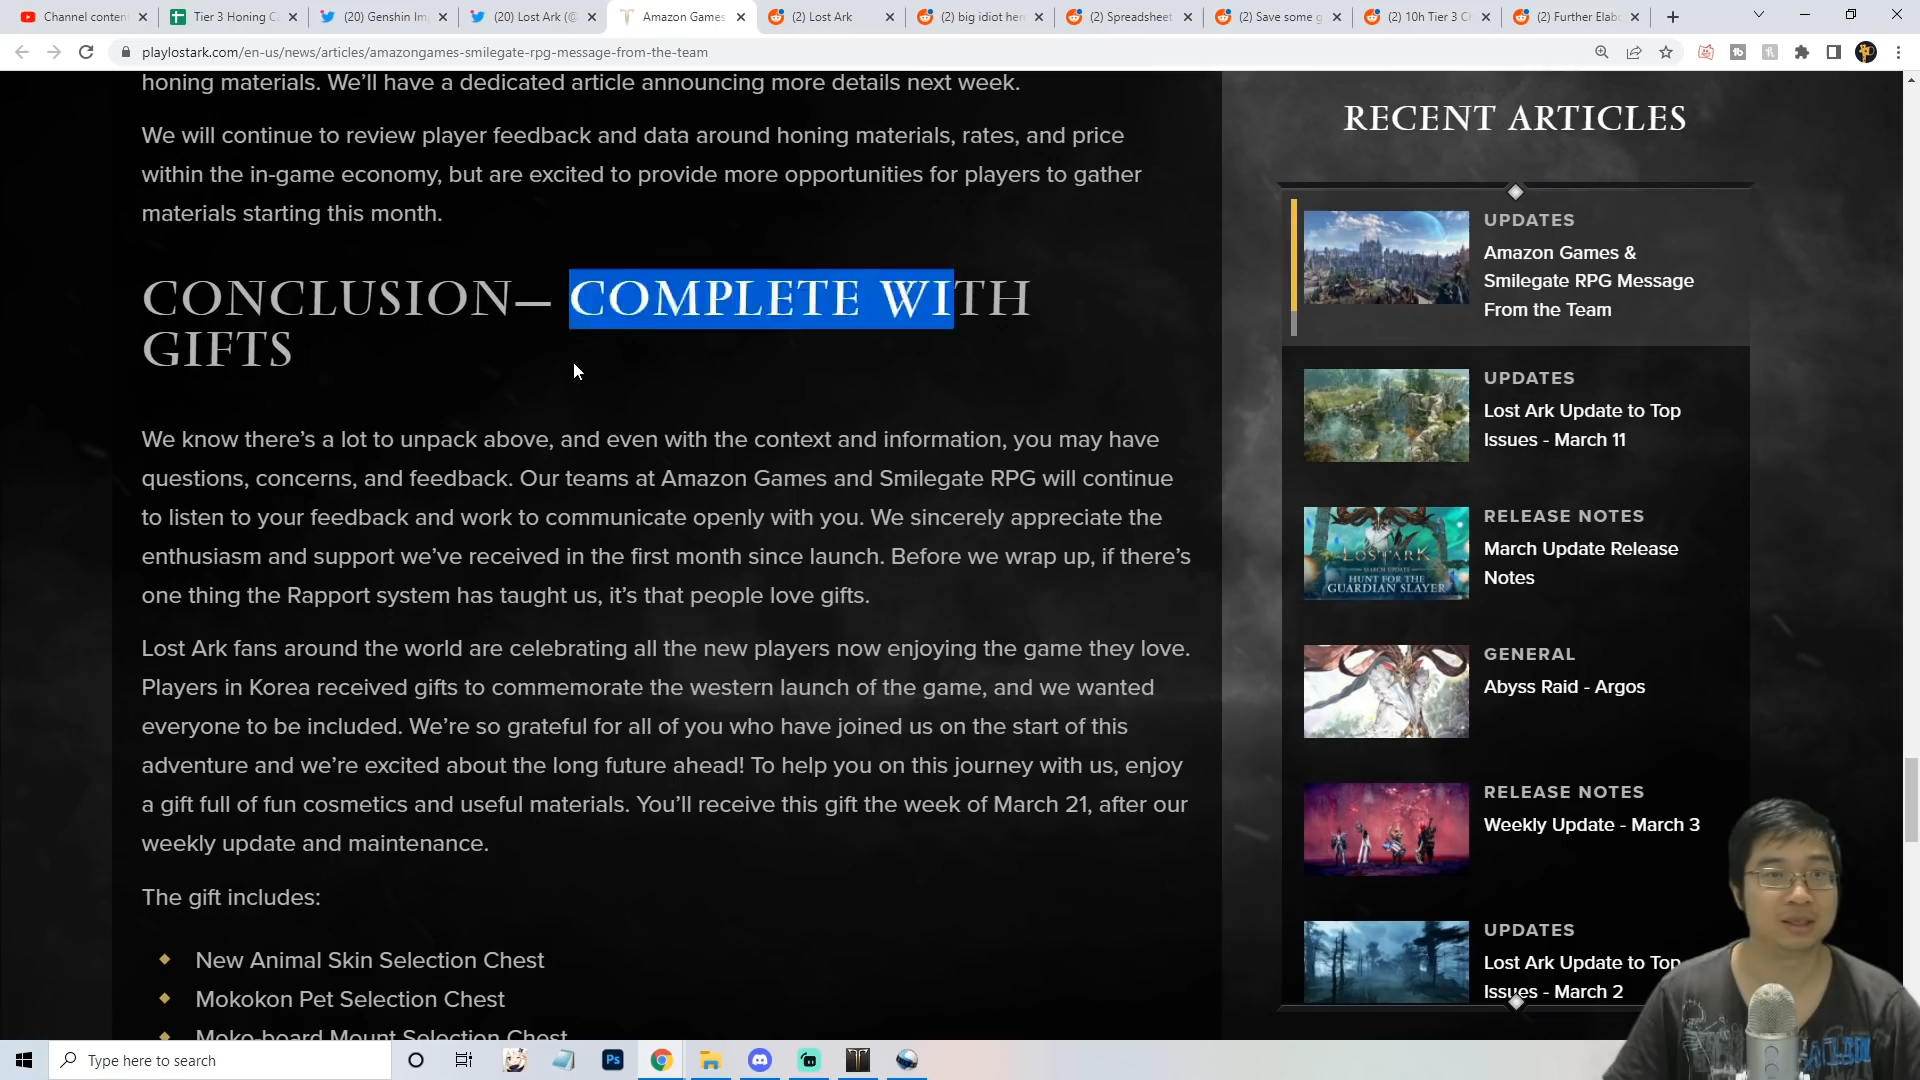 Channel content
Tier 3 Honing C
(20) Genshin Im
(20) Lost Ark (@
Amazon Games
(2) Lost Ark
(2) big idiot her
(2) Spreadsheet
(2) Save some g
(2) 10h Tier 3 C
(2) Further Elab
playlostark.com/en-us/news/articles/amazongames-smilegate-rpg-message-from-the-team
honing materials. We’ll have a dedicated article announcing more details next week.
We will continue to review player feedback and data around honing materials, rates, and price
within the in-game economy, but are excited to provide more opportunities for players to gather
materials starting this month.
CONCLUSION— COMPLETE WITH
GIFTS
We know there’s a lot to unpack above, and even with the context and information, you may have
questions, concerns, and feedback. Our teams at Amazon Games and Smilegate RPG will continue
to listen to your feedback and work to communicate openly with you. We sincerely appreciate the
enthusiasm and support we’ve received in the first month since launch. Before we wrap up, if there’s
one thing the Rapport system has taught us, it’s that people love gifts.
Lost Ark fans around the world are celebrating all the new players now enjoying the game they love.
Players in Korea received gifts to commemorate the western launch of the game, and we wanted
everyone to be included. We’re so grateful for all of you who have joined us on the start of this
adventure and we’re excited about the long future ahead! To help you on this journey with us, enjoy
a gift full of fun cosmetics and useful materials. You’ll receive this gift the week of March 21, after our
weekly update and maintenance.
The gift includes:
New Animal Skin Selection Chest
Mokokon Pet Selection Chest
Moko-board Mount Selection Chest
RECENT ARTICLES
UPDATES
Amazon Games &
Smilegate RPG Message
From the Team
UPDATES
Lost Ark Update to Top
Issues - March 11
LOST ARK
MARCH UPDATE
HUNT FOR THE
GUARDIAN SLAYER
RELEASE NOTES
March Update Release
Notes
GENERAL
Abyss Raid - Argos
RELEASE NOTES
Weekly Update - March 3
UPDATES
Lost Ark Update to Top
Issues - March 2
Ps
Type here to search